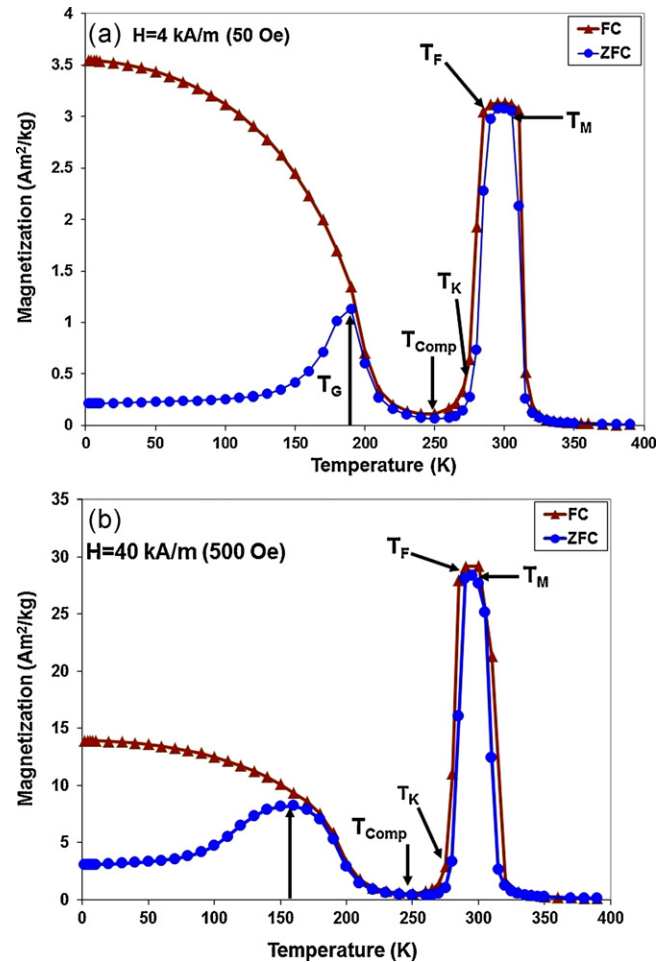 (a)
H=4 kA/m (50 Oe)
FC
ZFC
Magnetization (Am²/kg)
4
3.5
3
2.5
2
1.5
1
0.5
0
T_F
T_M
T_K
T_Comp
T_G
0 50 100 150 200 250 300 350 400
Temperature (K)
(b)
H=40 kA/m (500 Oe)
FC
ZFC
Magnetization (Am²/kg)
35
30
25
20
15
10
5
0
T_F
T_M
T_K
T_Comp
0 50 100 150 200 250 300 350 400
Temperature (K)